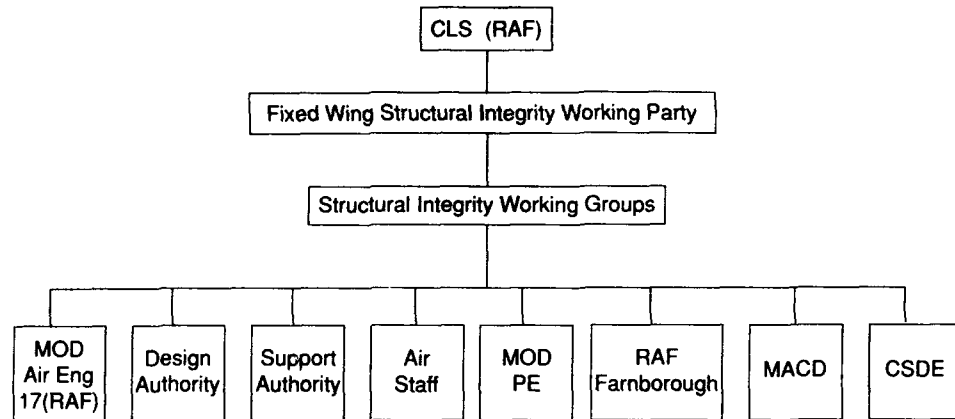 CLS (RAF)
Fixed Wing Structural Integrity Working Party
Structural Integrity Working Groups
MOD
Air Eng
17(RAF)
Design
Authority
Support
Authority
Air
Staff
MOD
PE
RAF
Farnborough
MACD
CSDE